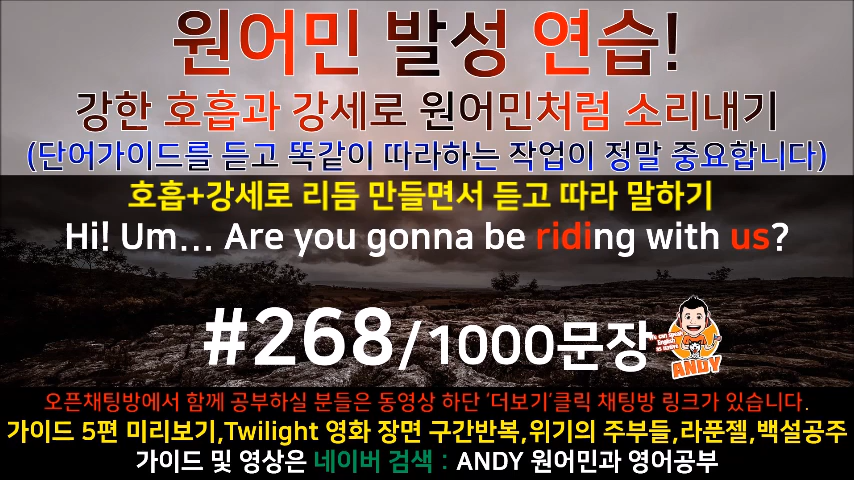 원어민 발성 연습!
강한 호흡과 강세로 원어민처럼 소리내기
(단어가이드를 듣고 똑같이 따라하는 작업이 정말 중요합니다)
호흡+강세로 리듬 만들면서 듣고 따라 말하기
Hi! Um... Are you gonna be riding with us?
#268/1000문장
ANDY
오픈채팅방에서 함께 공부하실 분들은 동영상 하단 '더보기'클릭 채팅방 링크가 있습니다.
가이드 5편 미리보기,Twilight 영화 장면 구간반복,위기의 주부들,라푼젤,백설공주
가이드 및 영상은 네이버 검색 : ANDY 원어민과 영어공부